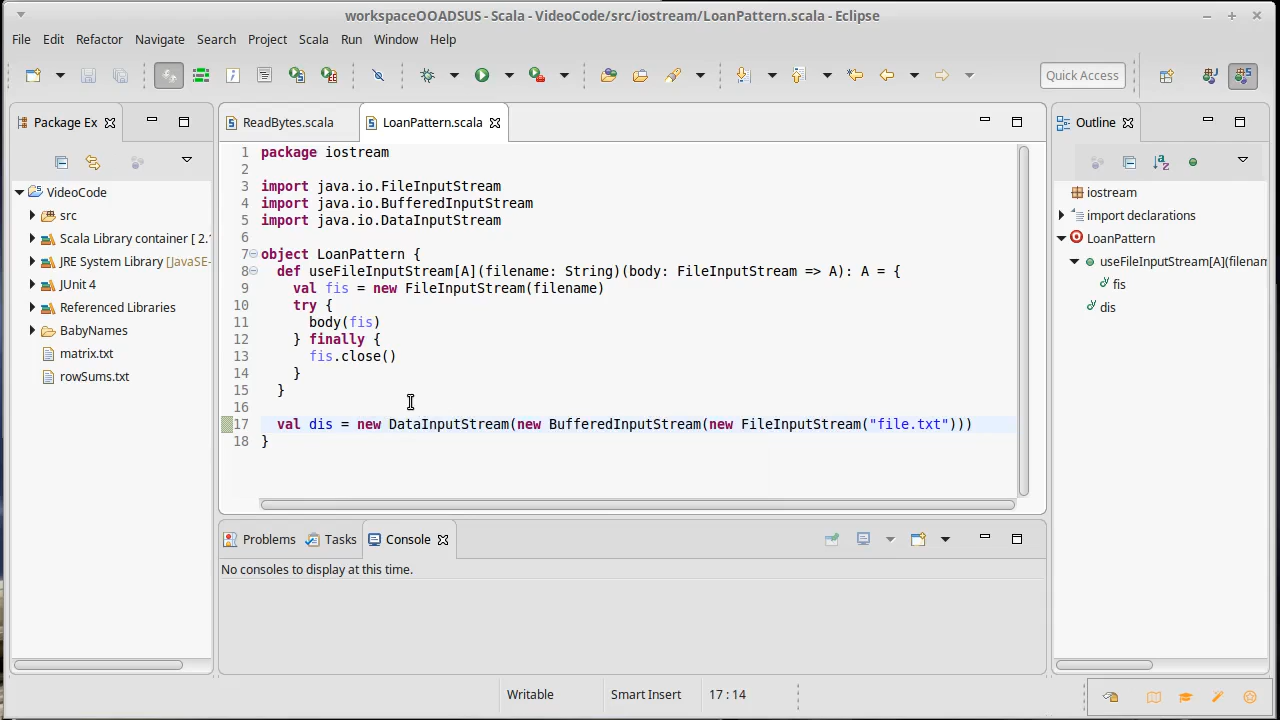 workspaceOOADSUS - Scala - VideoCode/src/iostream/LoanPattern.scala - Eclipse
File Edit Refactor Navigate Search Project Scala Run Window Help
Quick Access
Package Ex
VideoCode
src
Scala Library container [ 2.
JRE System Library [JavaSE-
JUnit 4
Referenced Libraries
BabyNames
matrix.txt
rowSums.txt
ReadBytes.scala LoanPattern.scala
1 package iostream
2
3 import java.io.FileInputStream
4 import java.io.BufferedInputStream
5 import java.io.DataInputStream
6
7 object LoanPattern {
8   def useFileInputStream[A](filename: String)(body: FileInputStream => A): A = {
9     val fis = new FileInputStream(filename)
10     try {
11       body(fis)
12     } finally {
13       fis.close()
14     }
15   }
16
17   val dis = new DataInputStream(new BufferedInputStream(new FileInputStream("file.txt")))
18 }
Problems Tasks Console
No consoles to display at this time.
Outline
iostream
import declarations
LoanPattern
useFileInputStream[A](filenam
fis
dis
Writable Smart Insert 17 : 14